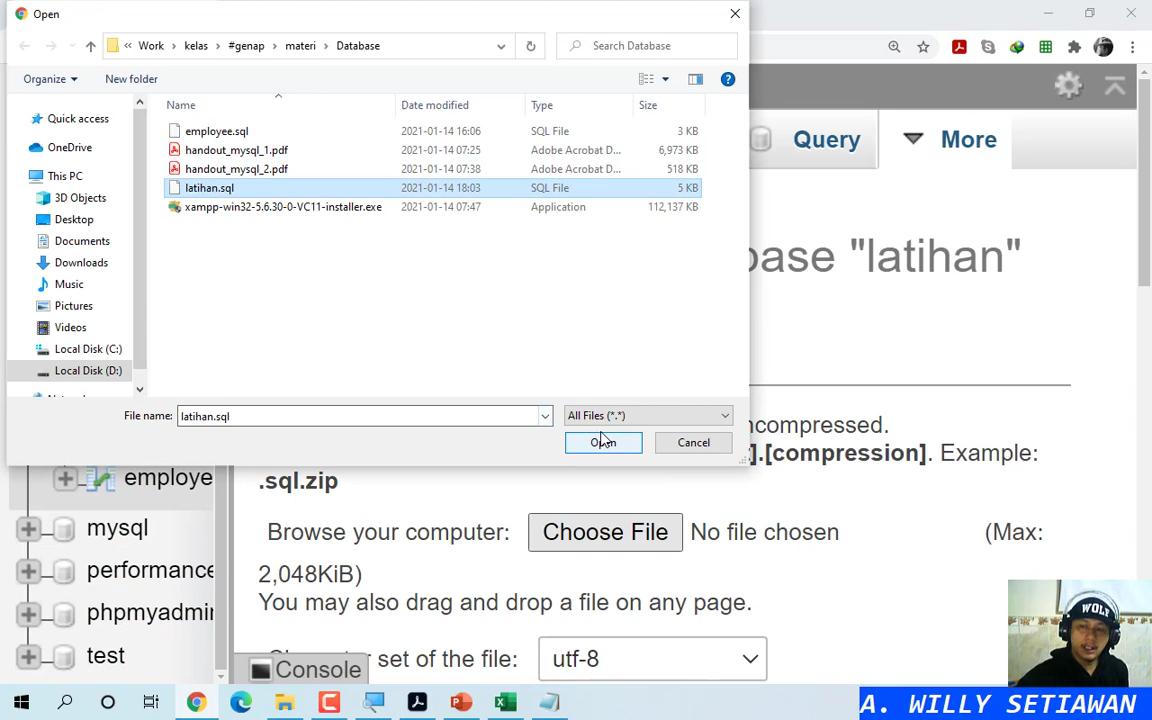 Open
Work
kelas
#genap
materi
Database
Search Database
Organize
New folder
Name
Date modified
Type
Size
Quick access
OneDrive
This PC
3D Objects
Desktop
Documents
Downloads
Music
Pictures
Videos
Local Disk (C:)
Local Disk (D:)
employee.sql 2021-01-14 16:06 SQL File 3 KB
handout_mysql_1.pdf 2021-01-14 07:25 Adobe Acrobat D... 6,973 KB
handout_mysql_2.pdf 2021-01-14 07:38 Adobe Acrobat D... 518 KB
latihan.sql 2021-01-14 18:03 SQL File 5 KB
xampp-win32-5.6.30-0-VC11-installer.exe 2021-01-14 07:47 Application 112,137 KB
File name: latihan.sql
All Files (*.*)
Open
Cancel
Query
More
base "latihan"
ncompressed.
].[compression]. Example:
.sql.zip
Browse your computer: Choose File No file chosen (Max:
2,048KiB)
You may also drag and drop a file on any page.
set of the file: utf-8
employe
mysql
performance
phpmyadmin
test
Console
WOLF
A. WILLY SETIAWAN